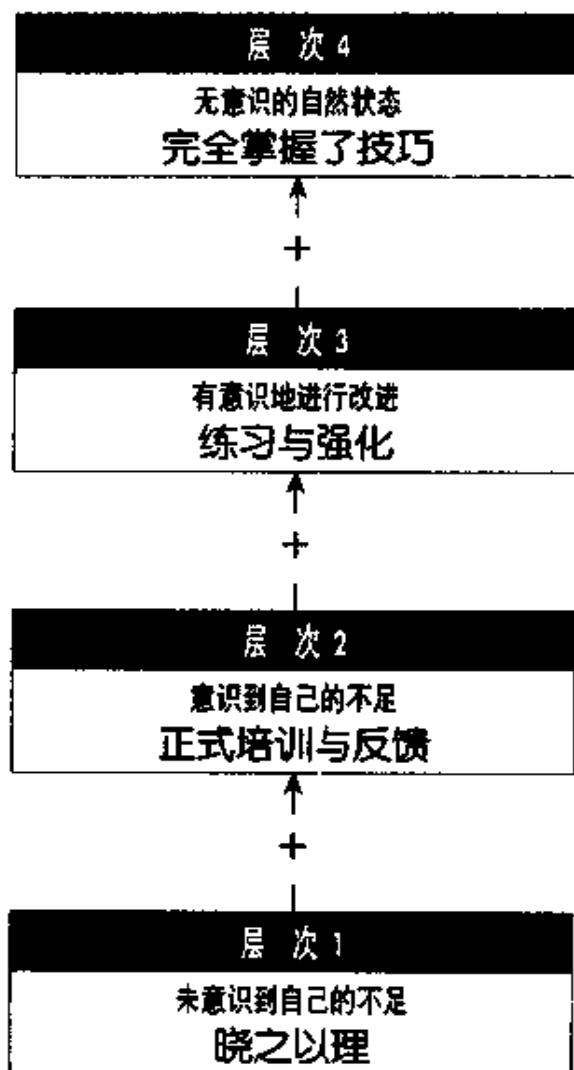 层 次 4
无意识的自然状态
完全掌握了技巧
+
层 次 3
有意识地进行改进
练习与强化
+
层 次 2
意识到自己的不足
正式培训与反馈
+
层 次 1
未意识到自己的不足
晓之以理